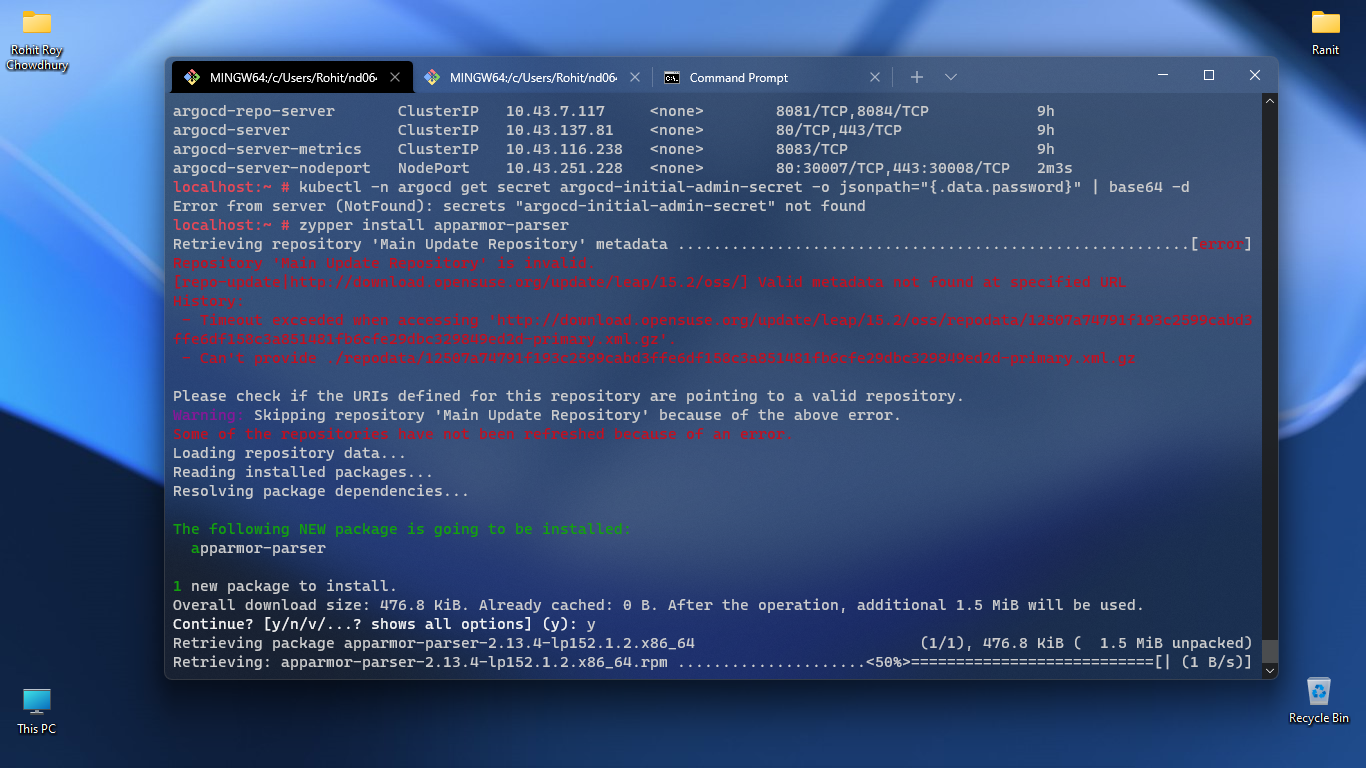 Rohit Roy
Chowdhury
Ranit
MINGW64:/c/Users/Rohit/nd06
MINGW64:/c/Users/Rohit/nd06
Command Prompt
argocd-repo-server ClusterIP 10.43.7.117 <none> 8081/TCP,8084/TCP 9h
argocd-server ClusterIP 10.43.137.81 <none> 80/TCP,443/TCP 9h
argocd-server-metrics ClusterIP 10.43.116.238 <none> 8083/TCP 9h
argocd-server-nodeport NodePort 10.43.251.228 <none> 80:30007/TCP,443:30008/TCP 2m3s
localhost:~ # kubectl -n argocd get secret argocd-initial-admin-secret -o jsonpath="{.data.password}" | base64 -d
Error from server (NotFound): secrets "argocd-initial-admin-secret" not found
localhost:~ # zypper install apparmor-parser
Retrieving repository 'Main Update Repository' metadata .........................................................[error]
Repository 'Main Update Repository' is invalid.
[repo-update|http://download.opensuse.org/update/leap/15.2/oss/] Valid metadata not found at specified URL
History:
- Timeout exceeded when accessing 'http://download.opensuse.org/update/leap/15.2/oss/repodata/
- Can't provide
Please check if the URIs defined for this repository are pointing to a valid repository.
Warning: Skipping repository 'Main Update Repository' because of the above error.
Some of the repositories have not been refreshed because of an error.
Loading repository data...
Reading installed packages...
Resolving package dependencies...
The following NEW package is going to be installed:
apparmor-parser
1 new package to install.
Overall download size: 476.8 KiB. Already cached: 0 B. After the operation, additional 1.5 MiB will be used.
Continue? [y/n/v/...? shows all options] (y): y
Retrieving package apparmor-parser-2.13.4-lp152.1.2.x86_64 (1/1), 476.8 KiB ( 1.5 MiB unpacked)
Retrieving: apparmor-parser-2.13.4-lp152.1.2.x86_64.rpm .....................<50%>===========================[| (1 B/s)]
This PC
Recycle Bin